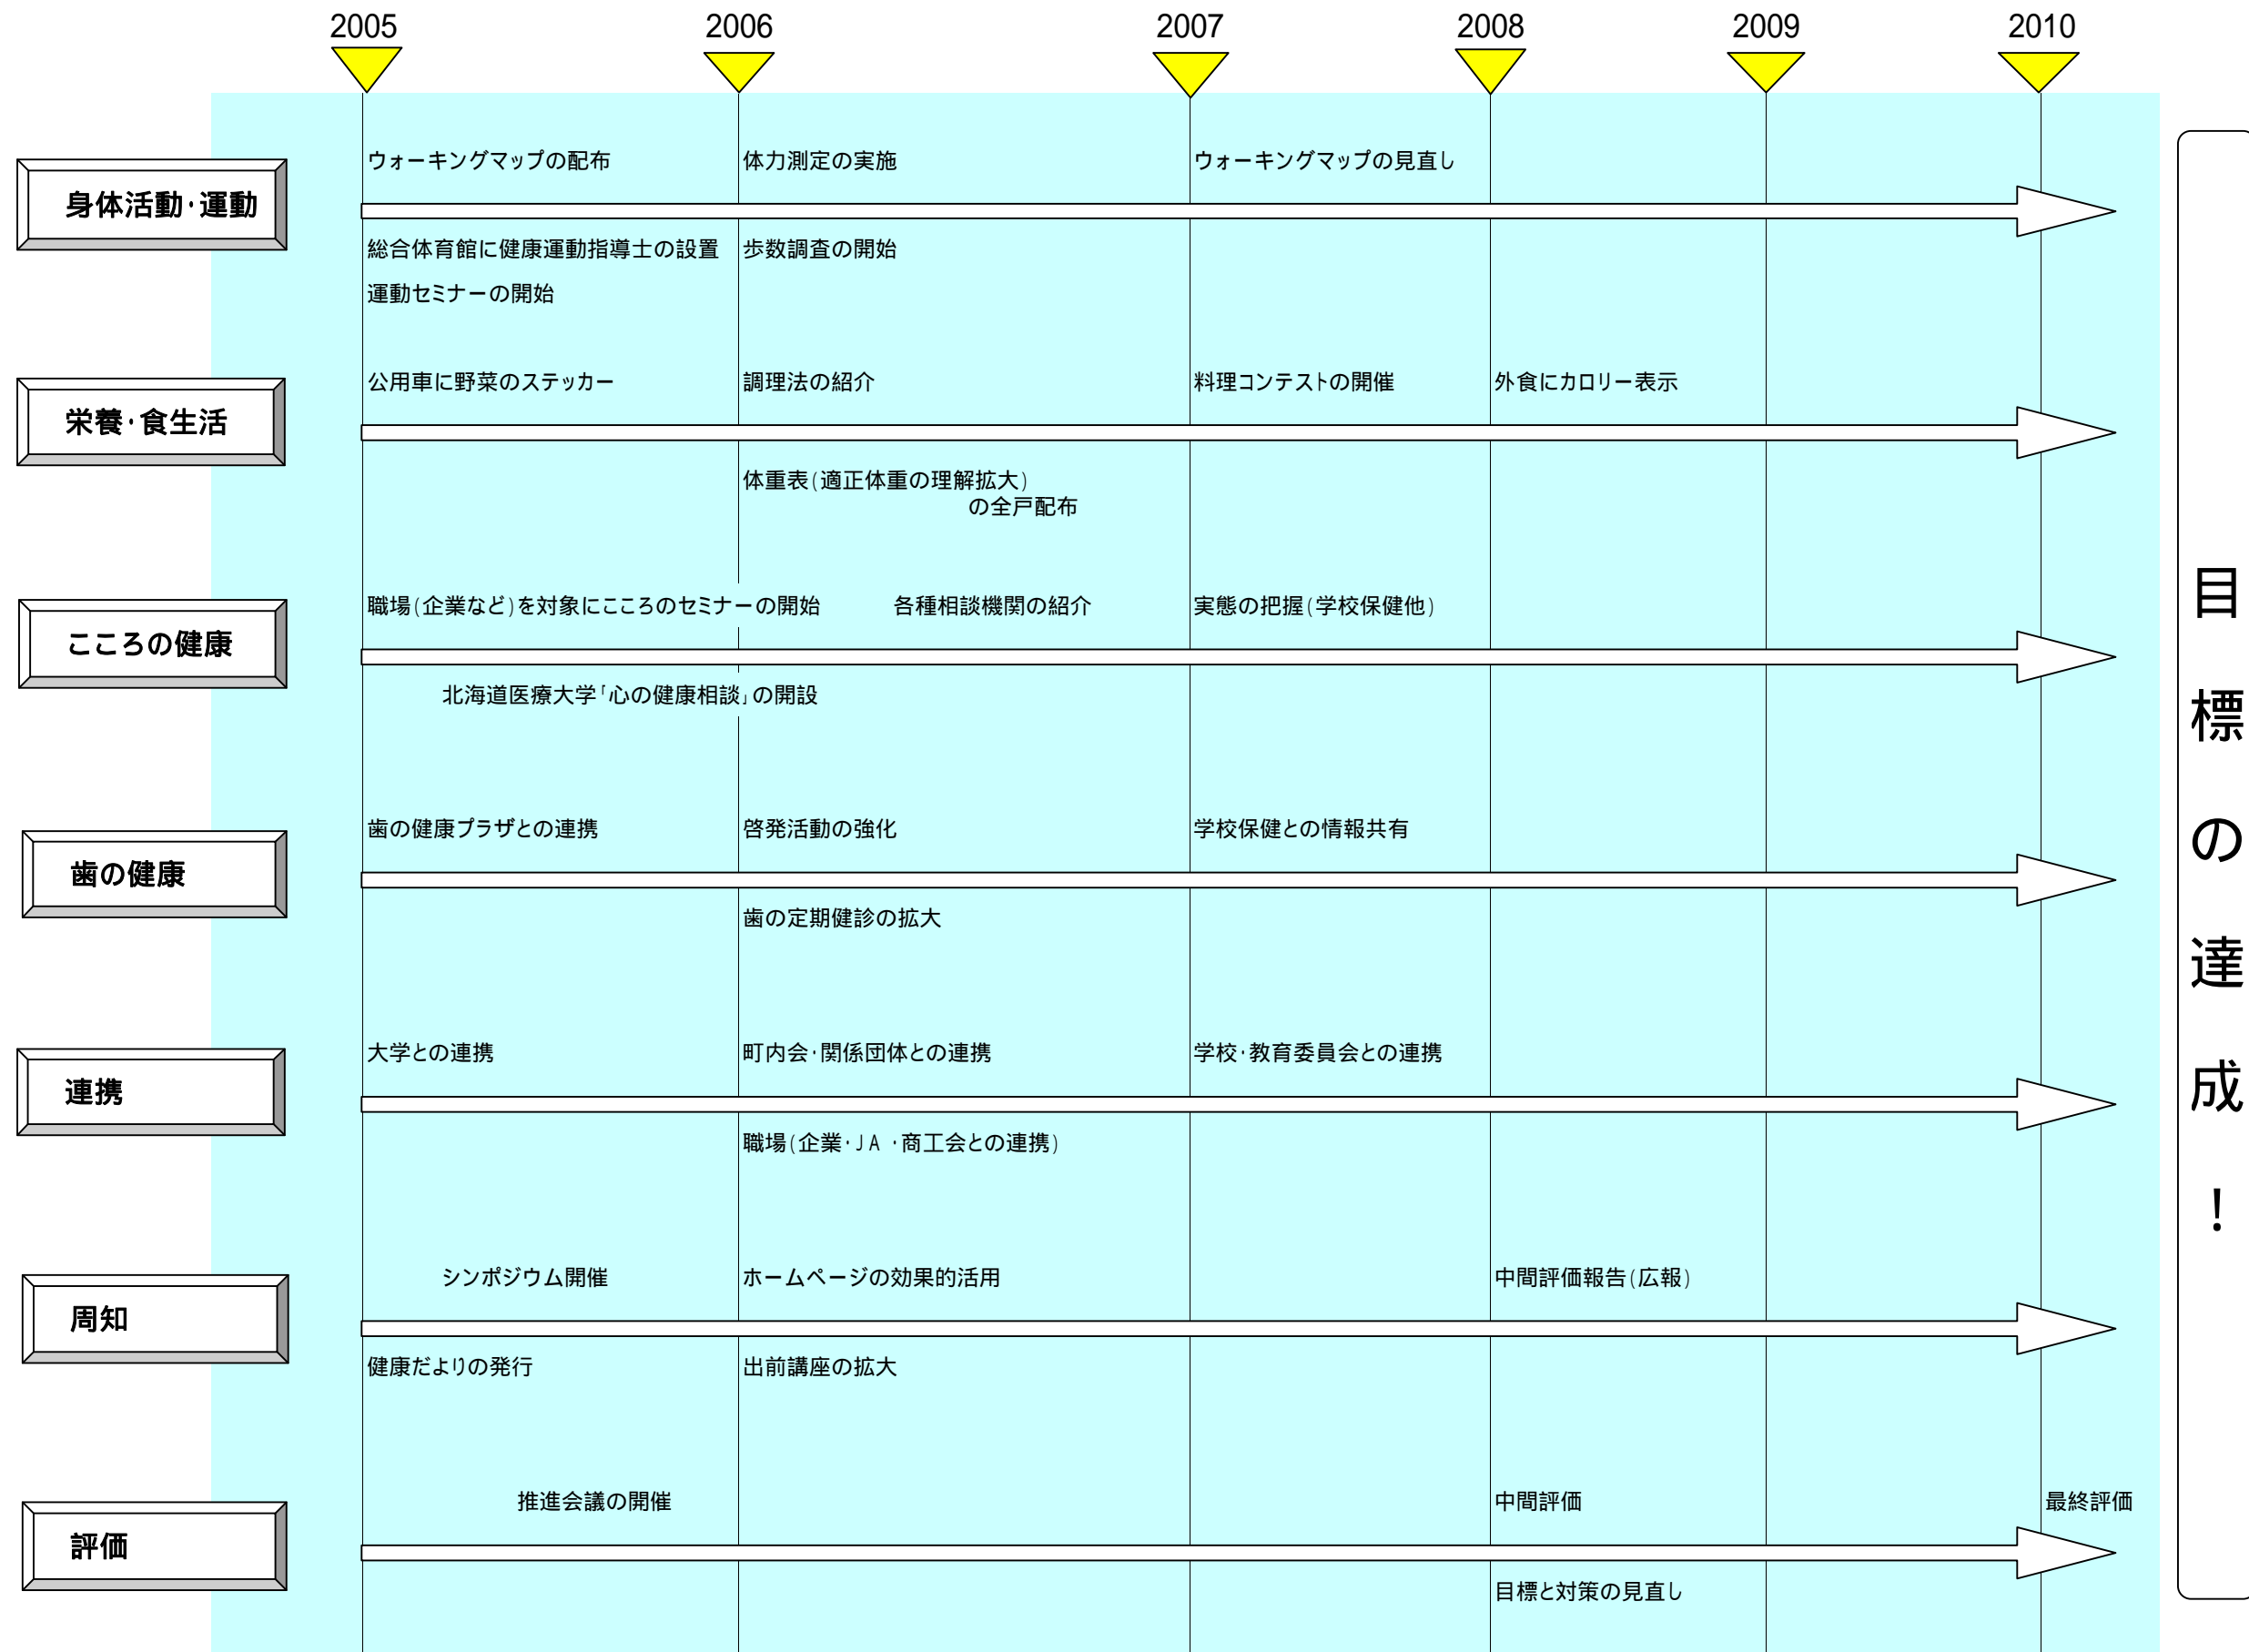 2005 2006 2007 2008 2009 2010
ウォーキングマップの配布 体力測定の実施 ウォーキングマップの見直し
身体活動・運動
総合体育館に健康運動指導士の設置 歩数調査の開始
運動セミナーの開始
公用車に野菜のステッカー 調理法の紹介 料理コンテストの開催 外食にカロリー表示
栄養・食生活
体重表(適正体重の理解拡大)
の全戸配布
職場(企業など)を対象にこころのセミナーの開始 各種相談機関の紹介 実態の把握(学校保健他)
こころの健康
北海道医療大学「心の健康相談」の開設
歯の健康プラザとの連携 啓発活動の強化 学校保健との情報共有
歯の健康
歯の定期健診の拡大
大学との連携 町内会・関係団体との連携 学校・教育委員会との連携
連携
職場(企業・JA ・商工会との連携)
シンポジウム開催 ホームページの効果的活用 中間評価報告(広報)
周知
健康だよりの発行 出前講座の拡大
推進会議の開催 中間評価 最終評価
評価
目標と対策の見直し
目標の達成！